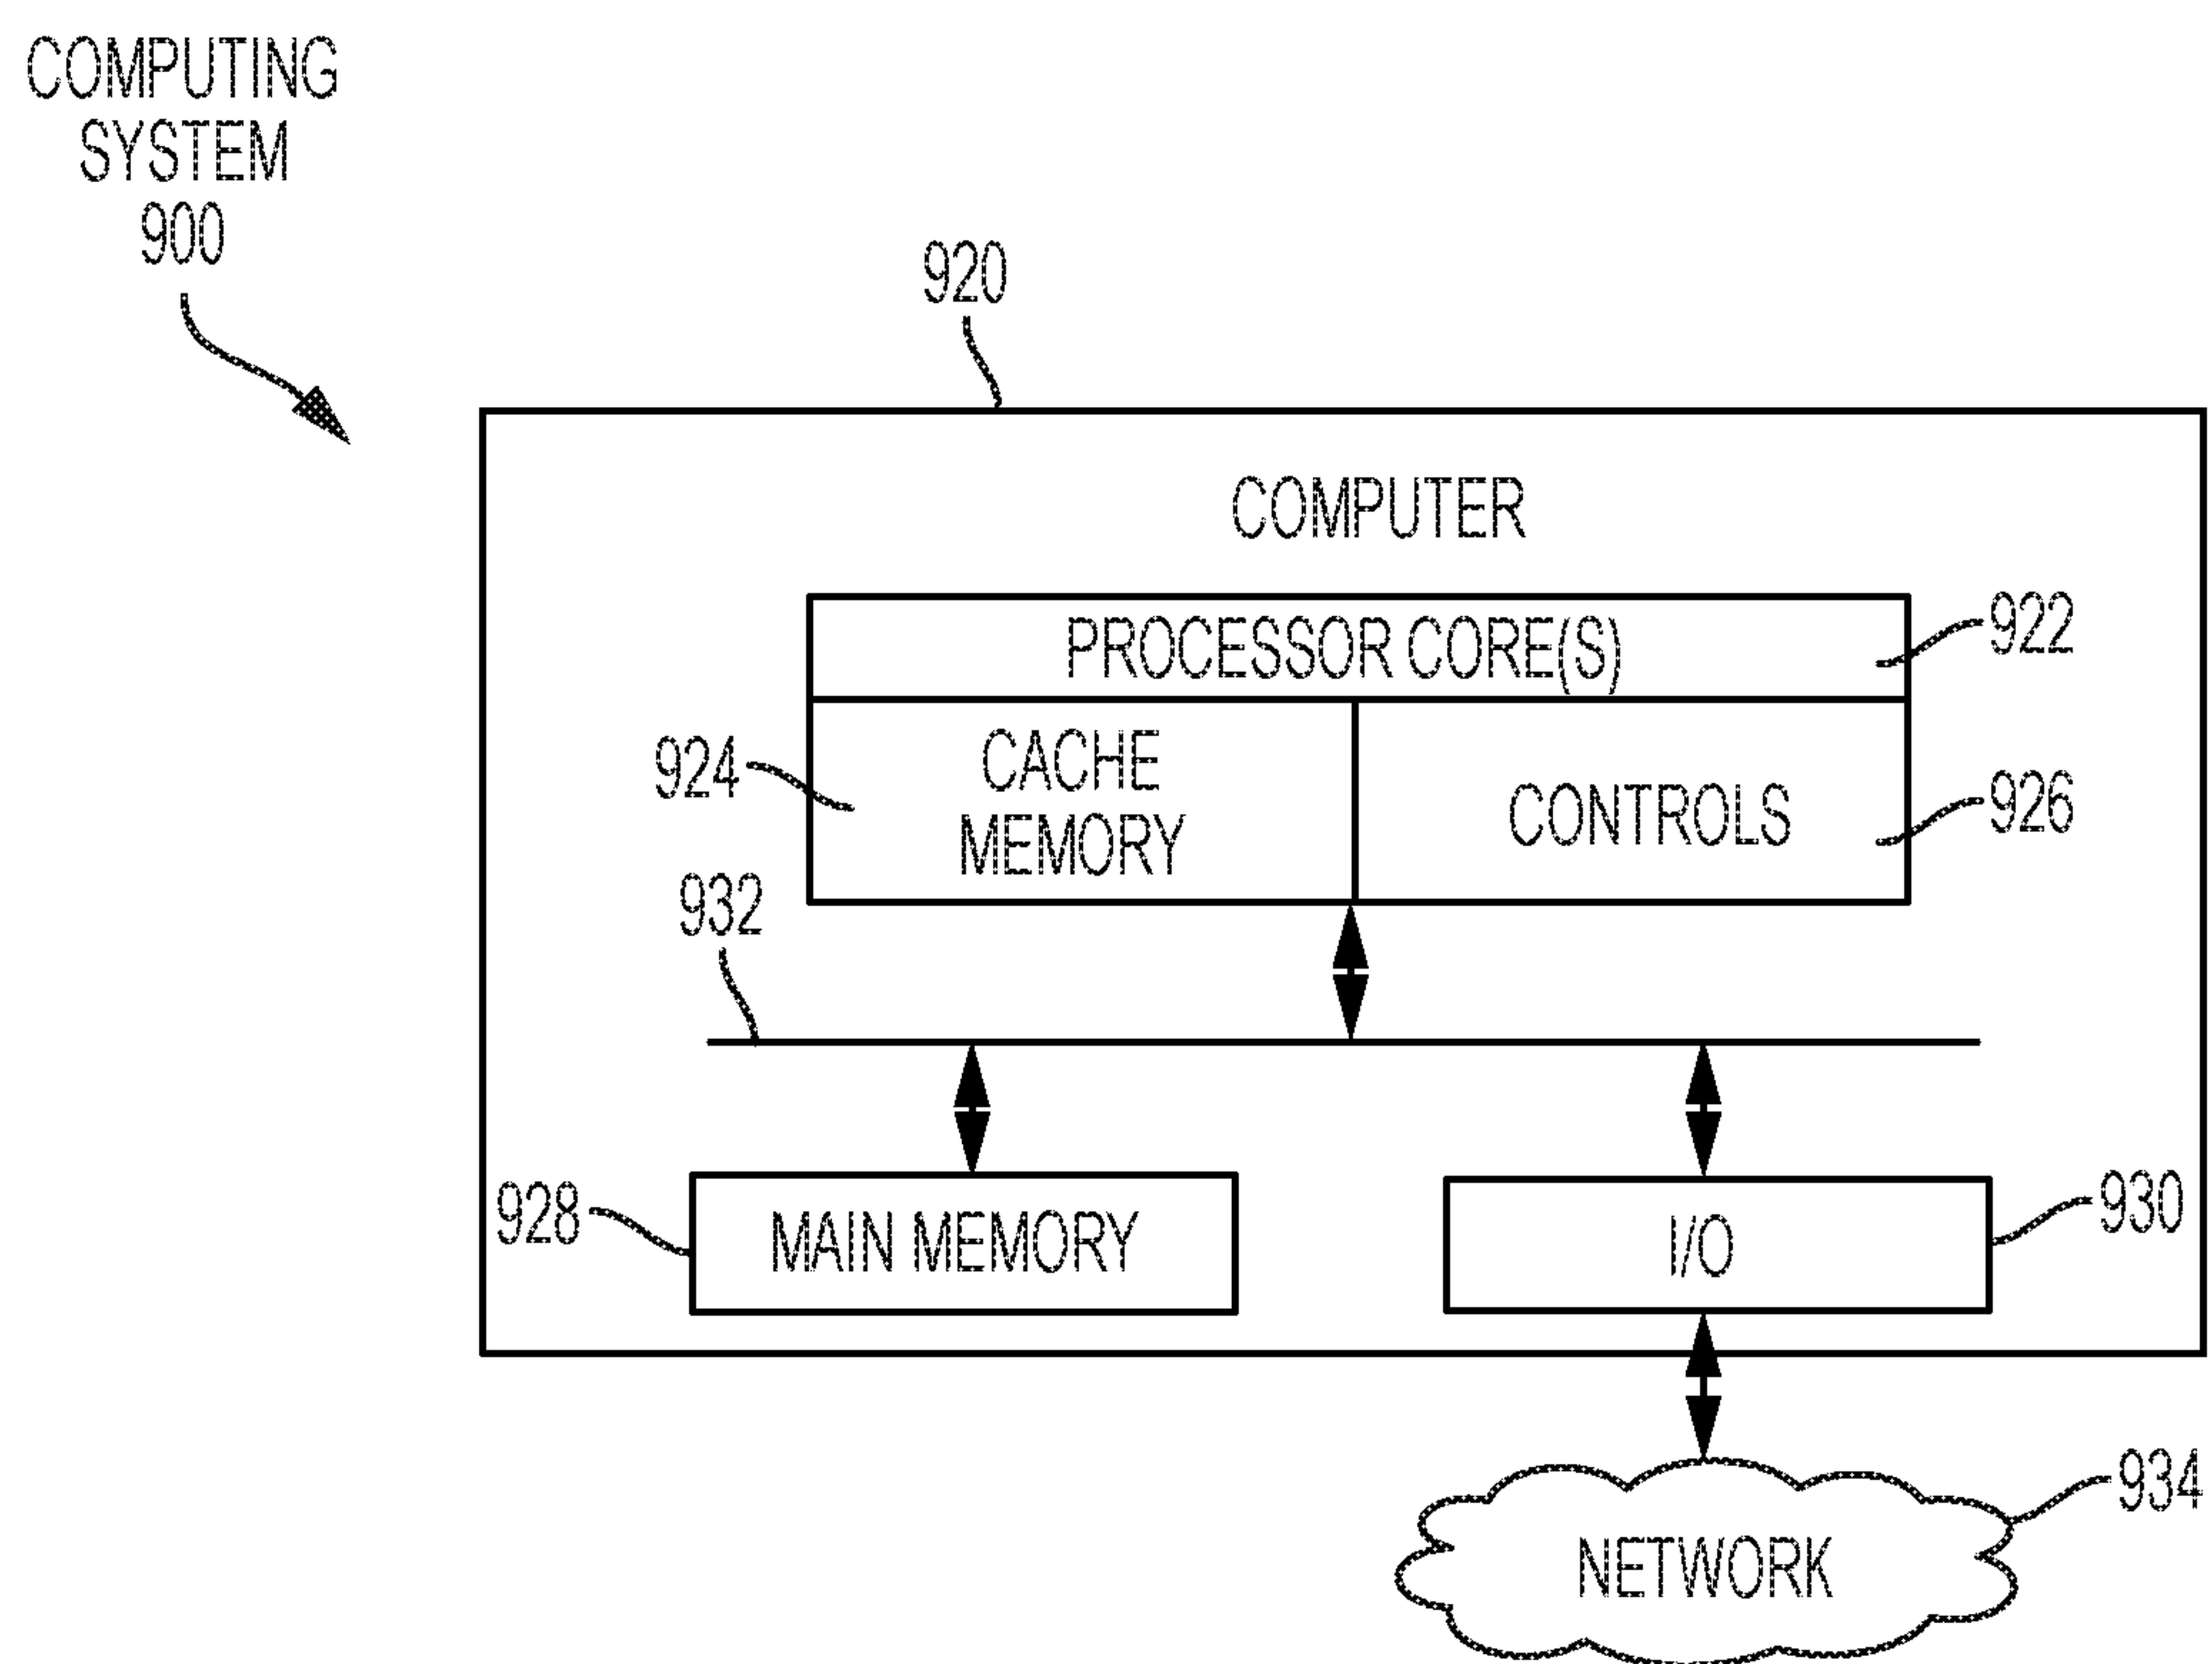 COMPUTING
SYSTEM
900
920
COMPUTER
PROCESSOR CORE(S)
922
924
CACHE
MEMORY
CONTROLS
926
932
928
MAIN MEMORY
I/O
930
934
NETWORK